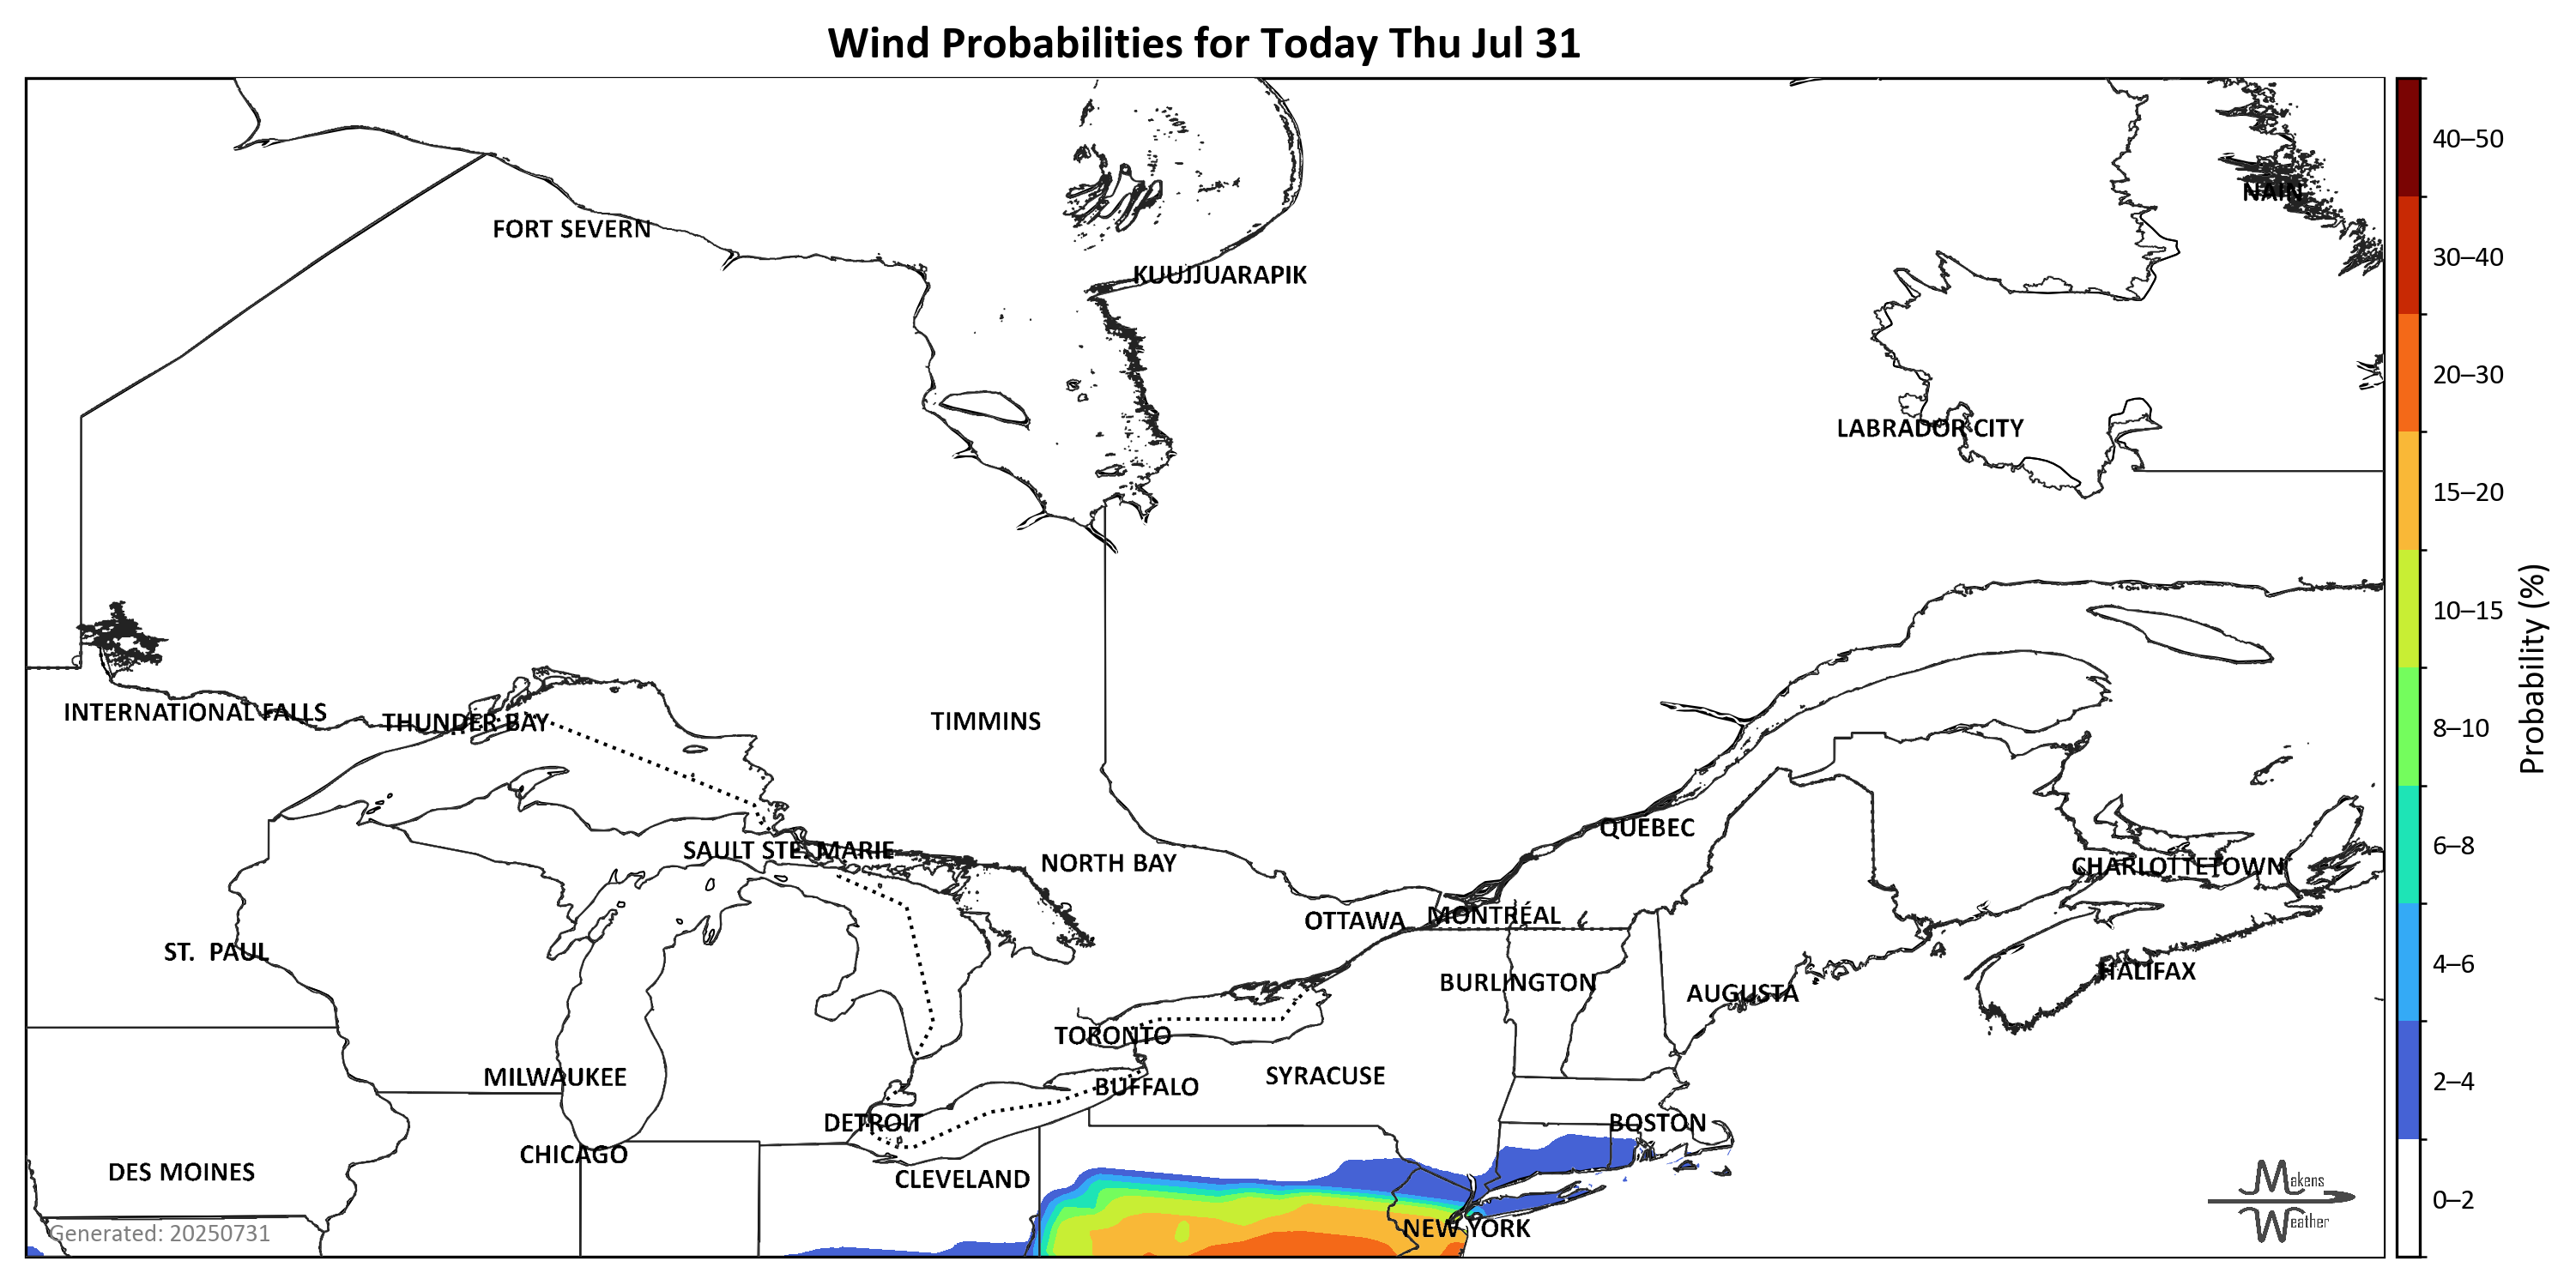 Wind Probabilities for Today Thu Jul 31
40–50
NAIN
FORT SEVERN
30–40
KUUJJUARAPIK
20–30
LABRADOR CITY
15–20
10–15
Probability (%)
INTERNATIONAL FALLS
THUNDER BAY
TIMMINS
8–10
QUEBEC
SAULT STE. MARIE
NORTH BAY
CHARLOTTETOWN
6–8
OTTAWA
MONTRÉAL
ST. PAUL
4–6
HALIFAX
BURLINGTON
AUGUSTA
TORONTO
MILWAUKEE
BUFFALO
SYRACUSE
2–4
DETROIT
BOSTON
CHICAGO
DES MOINES
CLEVELAND
Makens
Weather
0–2
NEW YORK
Generated: 20250731